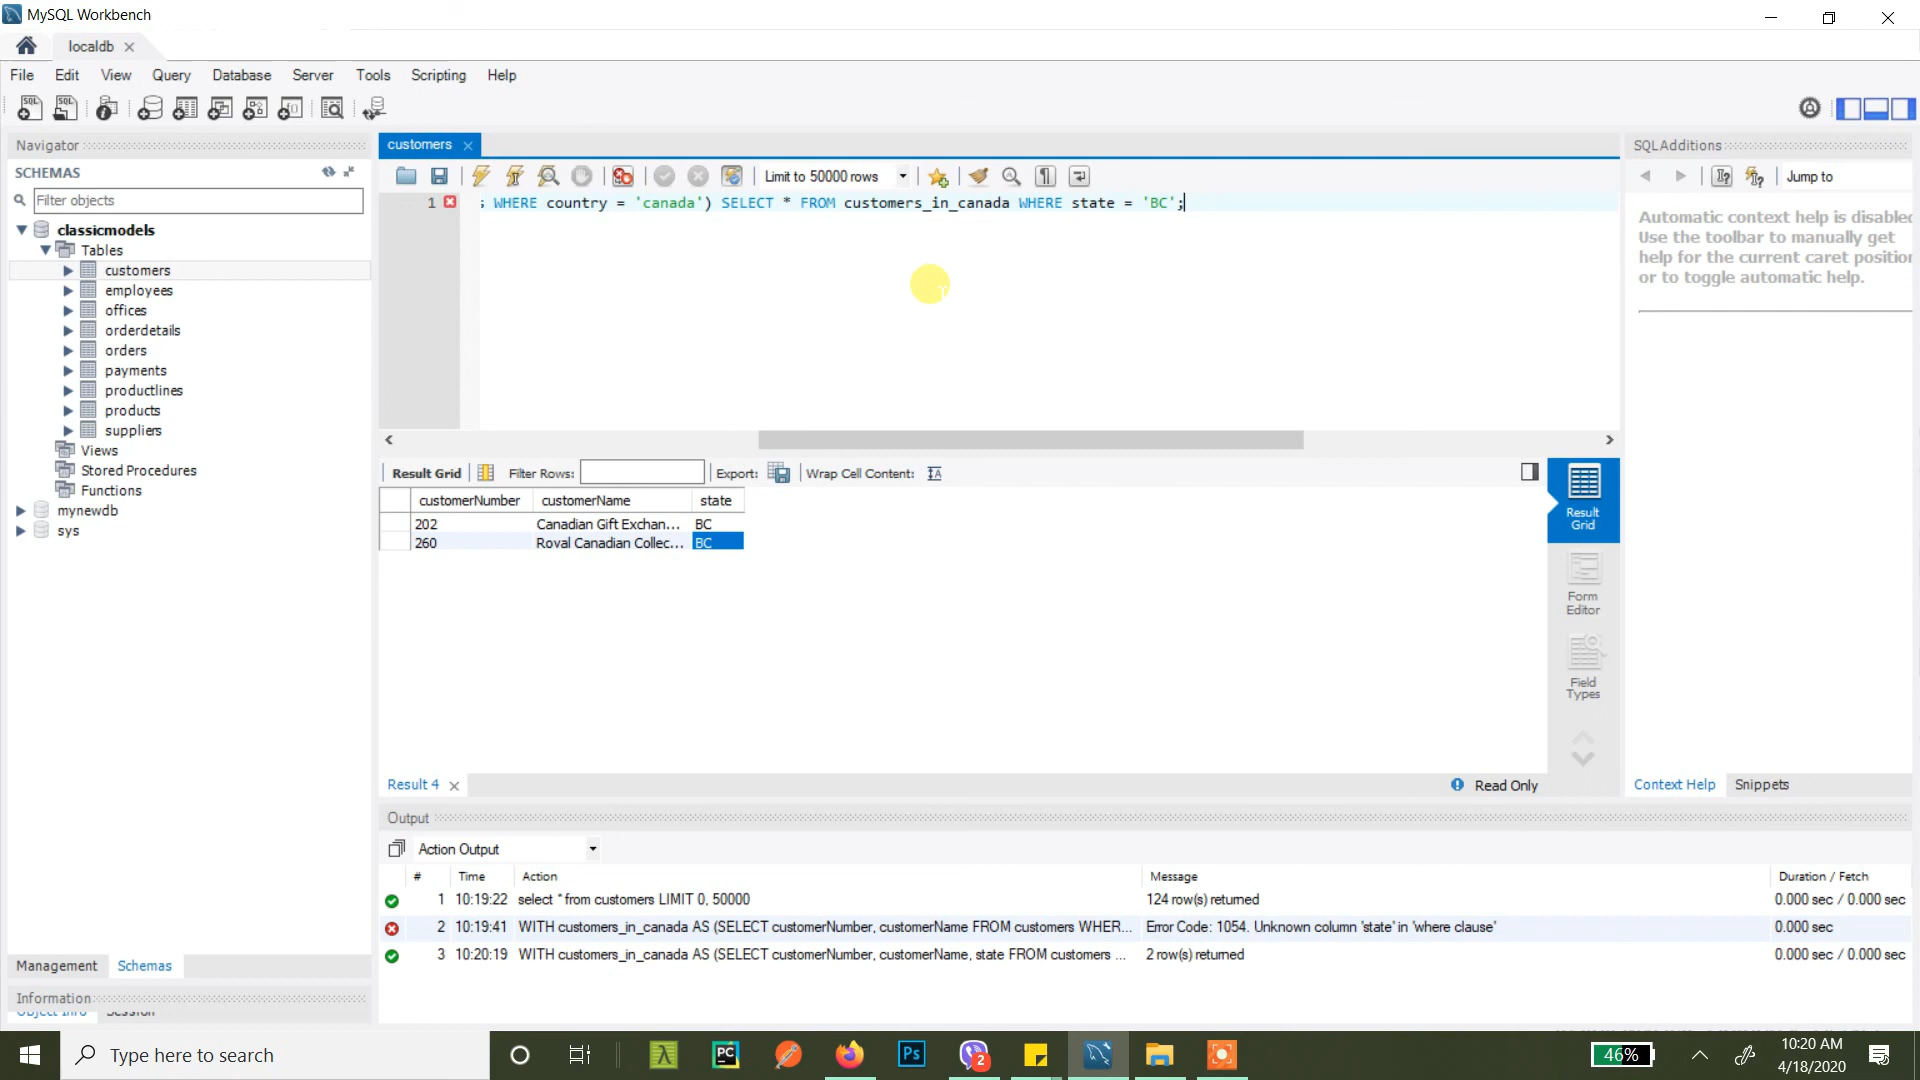 MySQL Workbench
localdb
File Edit View Query Database Server Tools Scripting Help
Navigator
SCHEMAS
Filter objects
classicmodels
Tables
customers
employees
offices
orderdetails
orders
payments
productlines
products
suppliers
Views
Stored Procedures
Functions
mynewdb
sys
Management Schemas
Information
Object Info Session
customers
Limit to 50000 rows
1 s WHERE country = 'canada') SELECT * FROM customers_in_canada WHERE state = 'BC';
Result Grid Filter Rows: Export: Wrap Cell Content:
customerNumber customerName state
202 Canadian Gift Exchan... BC
260 Royal Canadian Collec... BC
Result Grid
Form Editor
Field Types
Result 4 Read Only
SQLAdditions
Jump to
Automatic context help is disabled
Use the toolbar to manually get
help for the current caret position
or to toggle automatic help.
Context Help Snippets
Output
Action Output
# Time Action Message Duration / Fetch
1 10:19:22 select * from customers LIMIT 0, 50000 124 row(s) returned 0.000 sec / 0.000 sec
2 10:19:41 WITH customers_in_canada AS (SELECT customerNumber, customerName FROM customers WHER... Error Code: 1054. Unknown column 'state' in 'where clause' 0.000 sec
3 10:20:19 WITH customers_in_canada AS (SELECT customerNumber, customerName, state FROM customers ... 2 row(s) returned 0.000 sec / 0.000 sec
Type here to search
PC
Ps
2
46%
10:20 AM
4/18/2020